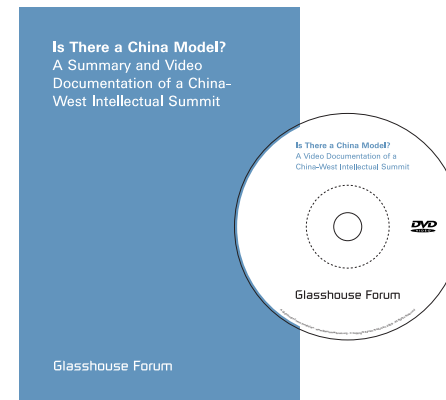 Is There a China Model?
A Summary and Video
Documentation of a China-
West Intellectual Summit
Is There a China Model?
A Video Documentation of a
China-West Intellectual Summit
DVD
VIDEO
Glasshouse Forum
Glasshouse Forum